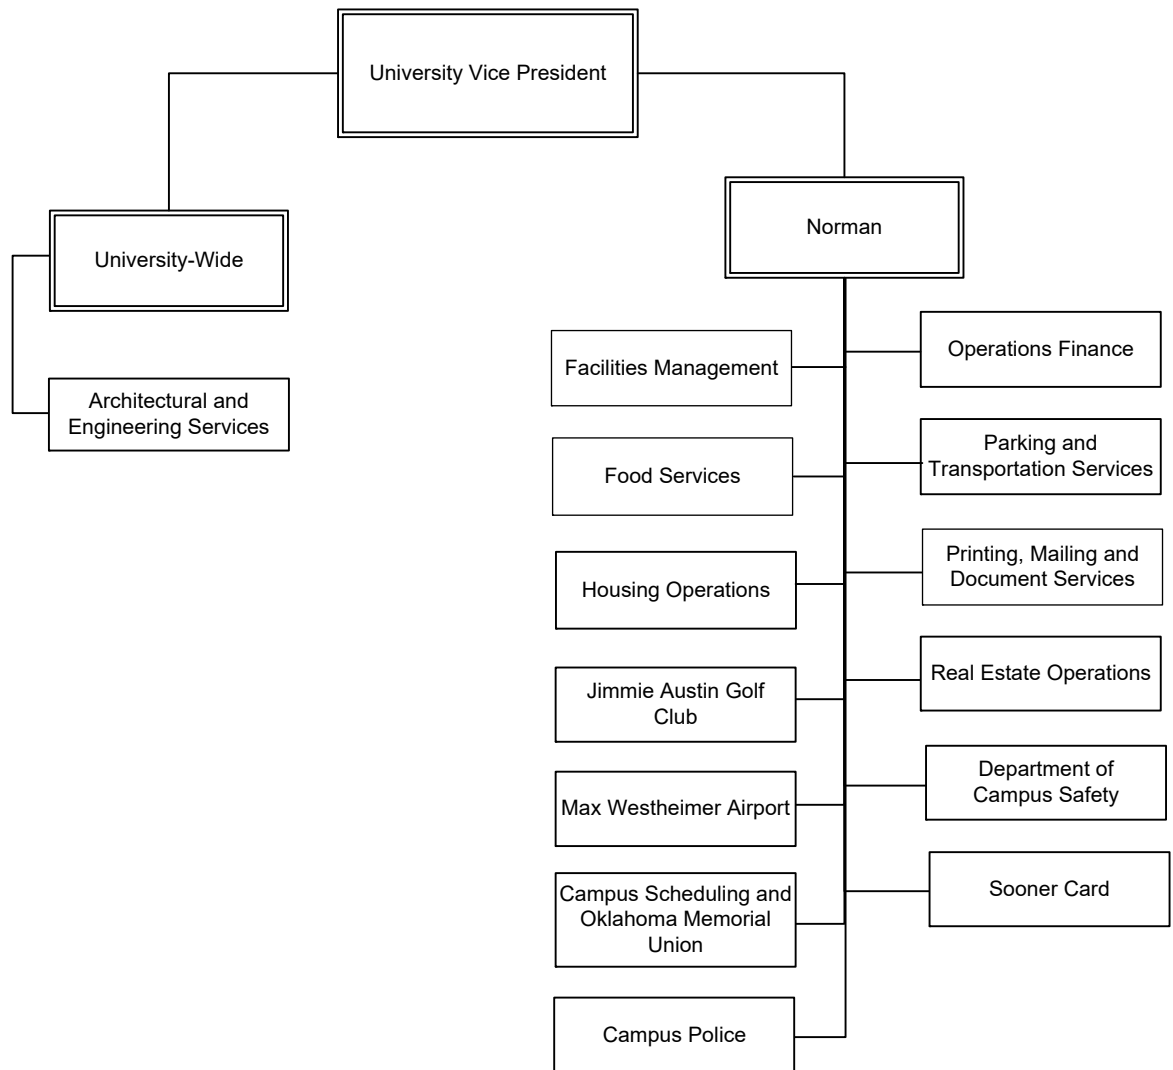 University Vice President
Norman
University-Wide
Architectural and
Engineering Services
Facilities Management
Food Services
Housing Operations
Jimmie Austin Golf
Club
Max Westheimer Airport
Campus Scheduling and
Oklahoma Memorial
Union
Campus Police
Operations Finance
Parking and
Transportation Services
Printing, Mailing and
Document Services
Real Estate Operations
Department of
Campus Safety
Sooner Card